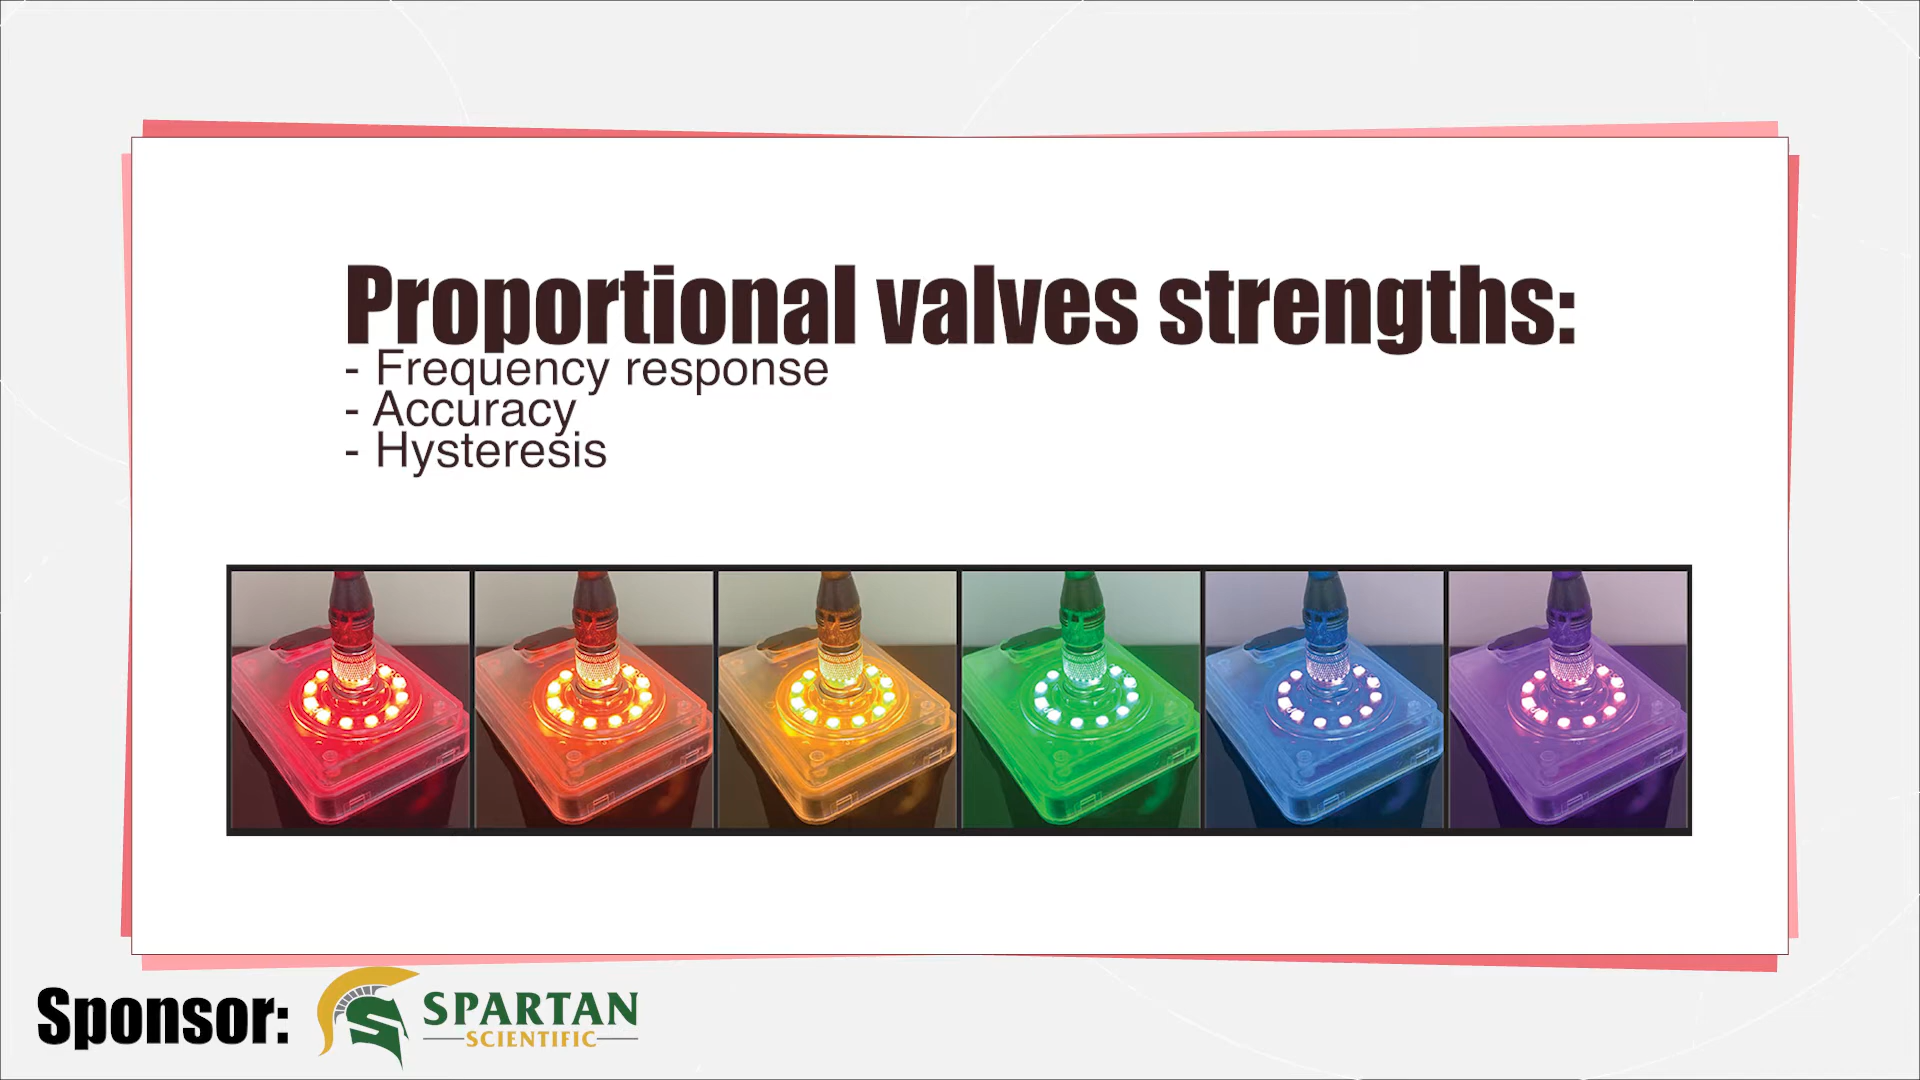 Proportional valves strengths:
- Frequency response
- Accuracy
- Hysteresis
Sponsor:
SPARTAN
SCIENTIFIC